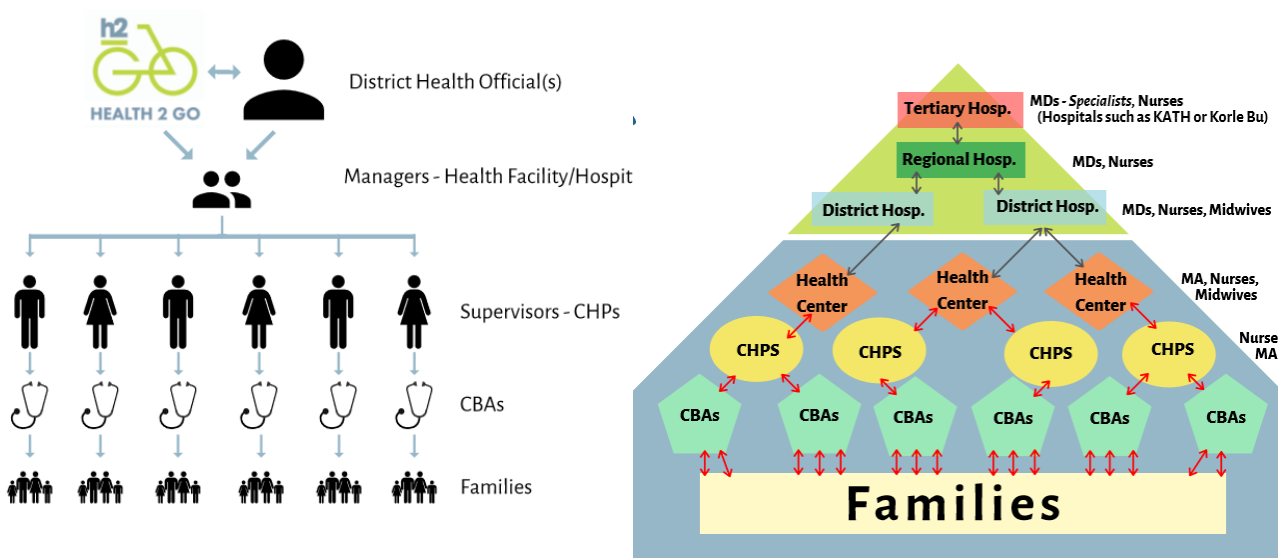 h2
HEALTH 2 GO
District Health Official(s)
Managers - Health Facility/Hospit
Supervisors - CHPs
CBAs
Families
Tertiary Hosp.
MDs - Specialists, Nurses
(Hospitals such as KATH or Korle Bu)
Regional Hosp.
MDs, Nurses
District Hosp.
District Hosp.
MDs, Nurses, Midwives
Health
Center
Health
Center
Health
Center
MA, Nurses,
Midwives
CHPS
CHPS
CHPS
CHPS
Nurse
MA
CBAs
CBAs
CBAs
CBAs
CBAs
CBAs
Families